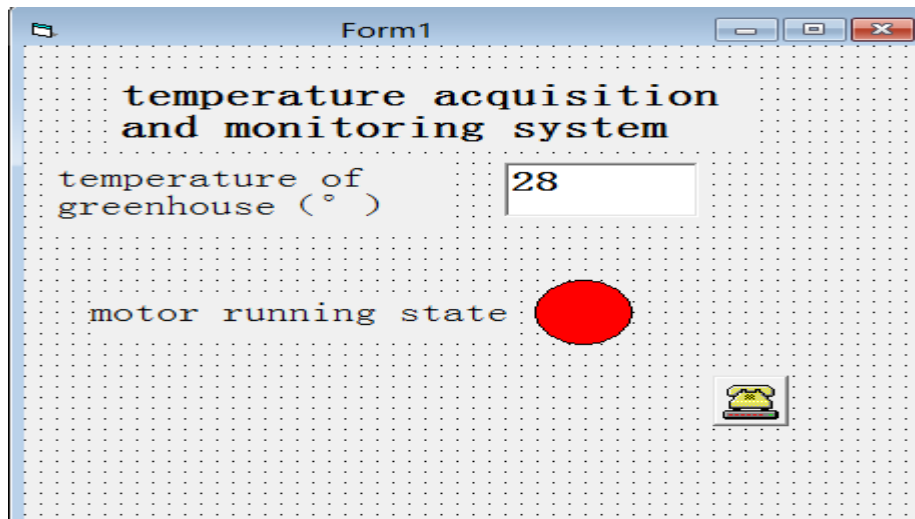 Form1
temperature acquisition
and monitoring system
temperature of
greenhouse (° )
28
motor running state